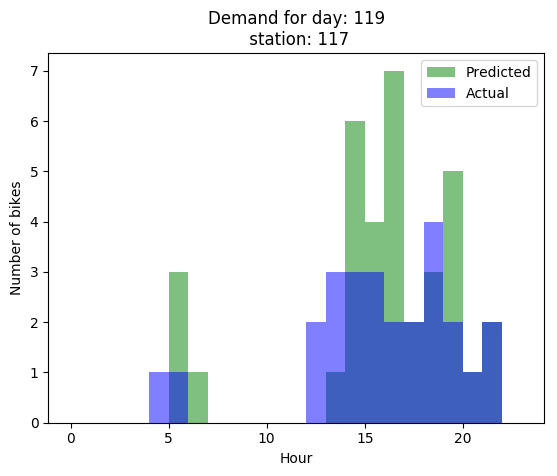 Demand for day: 119
station: 117
Predicted
Actual
Number of bikes
7
6
5
4
3
2
1
0
0
5
10
15
20
Hour